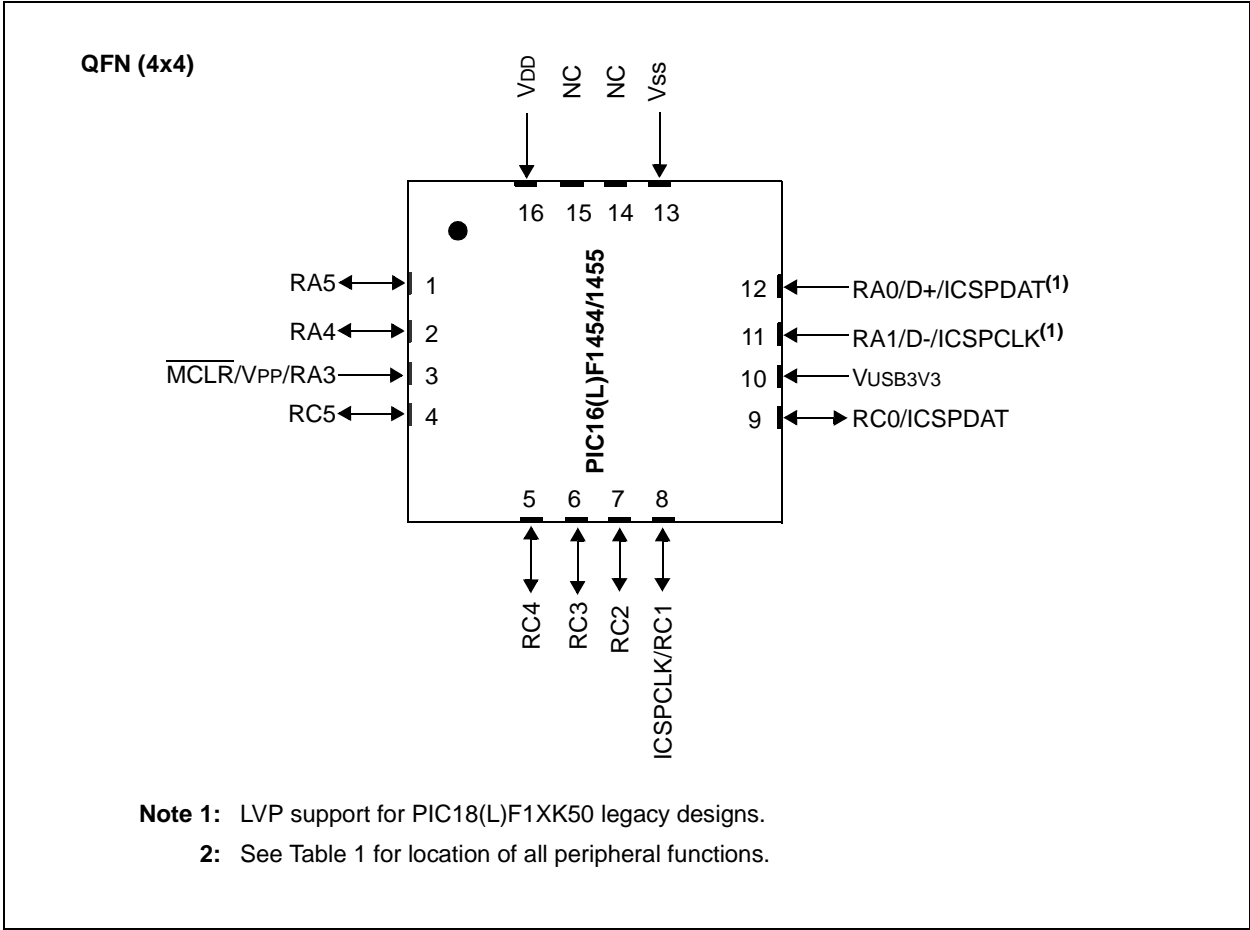 QFN (4x4)
VDD
NC
NC
Vss
16
15
14
13
PIC16(L)F1454/1455
RA5
1
RA4
2
MCLR/VPP/RA3
3
RC5
4
12
RA0/D+/ICSPDAT(1)
11
RA1/D-/ICSPCLK(1)
10
VUSB3V3
9
RC0/ICSPDAT
5
6
7
8
RC4
RC3
RC2
ICSPCLK/RC1
Note 1: LVP support for PIC18(L)F1XK50 legacy designs.
2: See Table 1 for location of all peripheral functions.